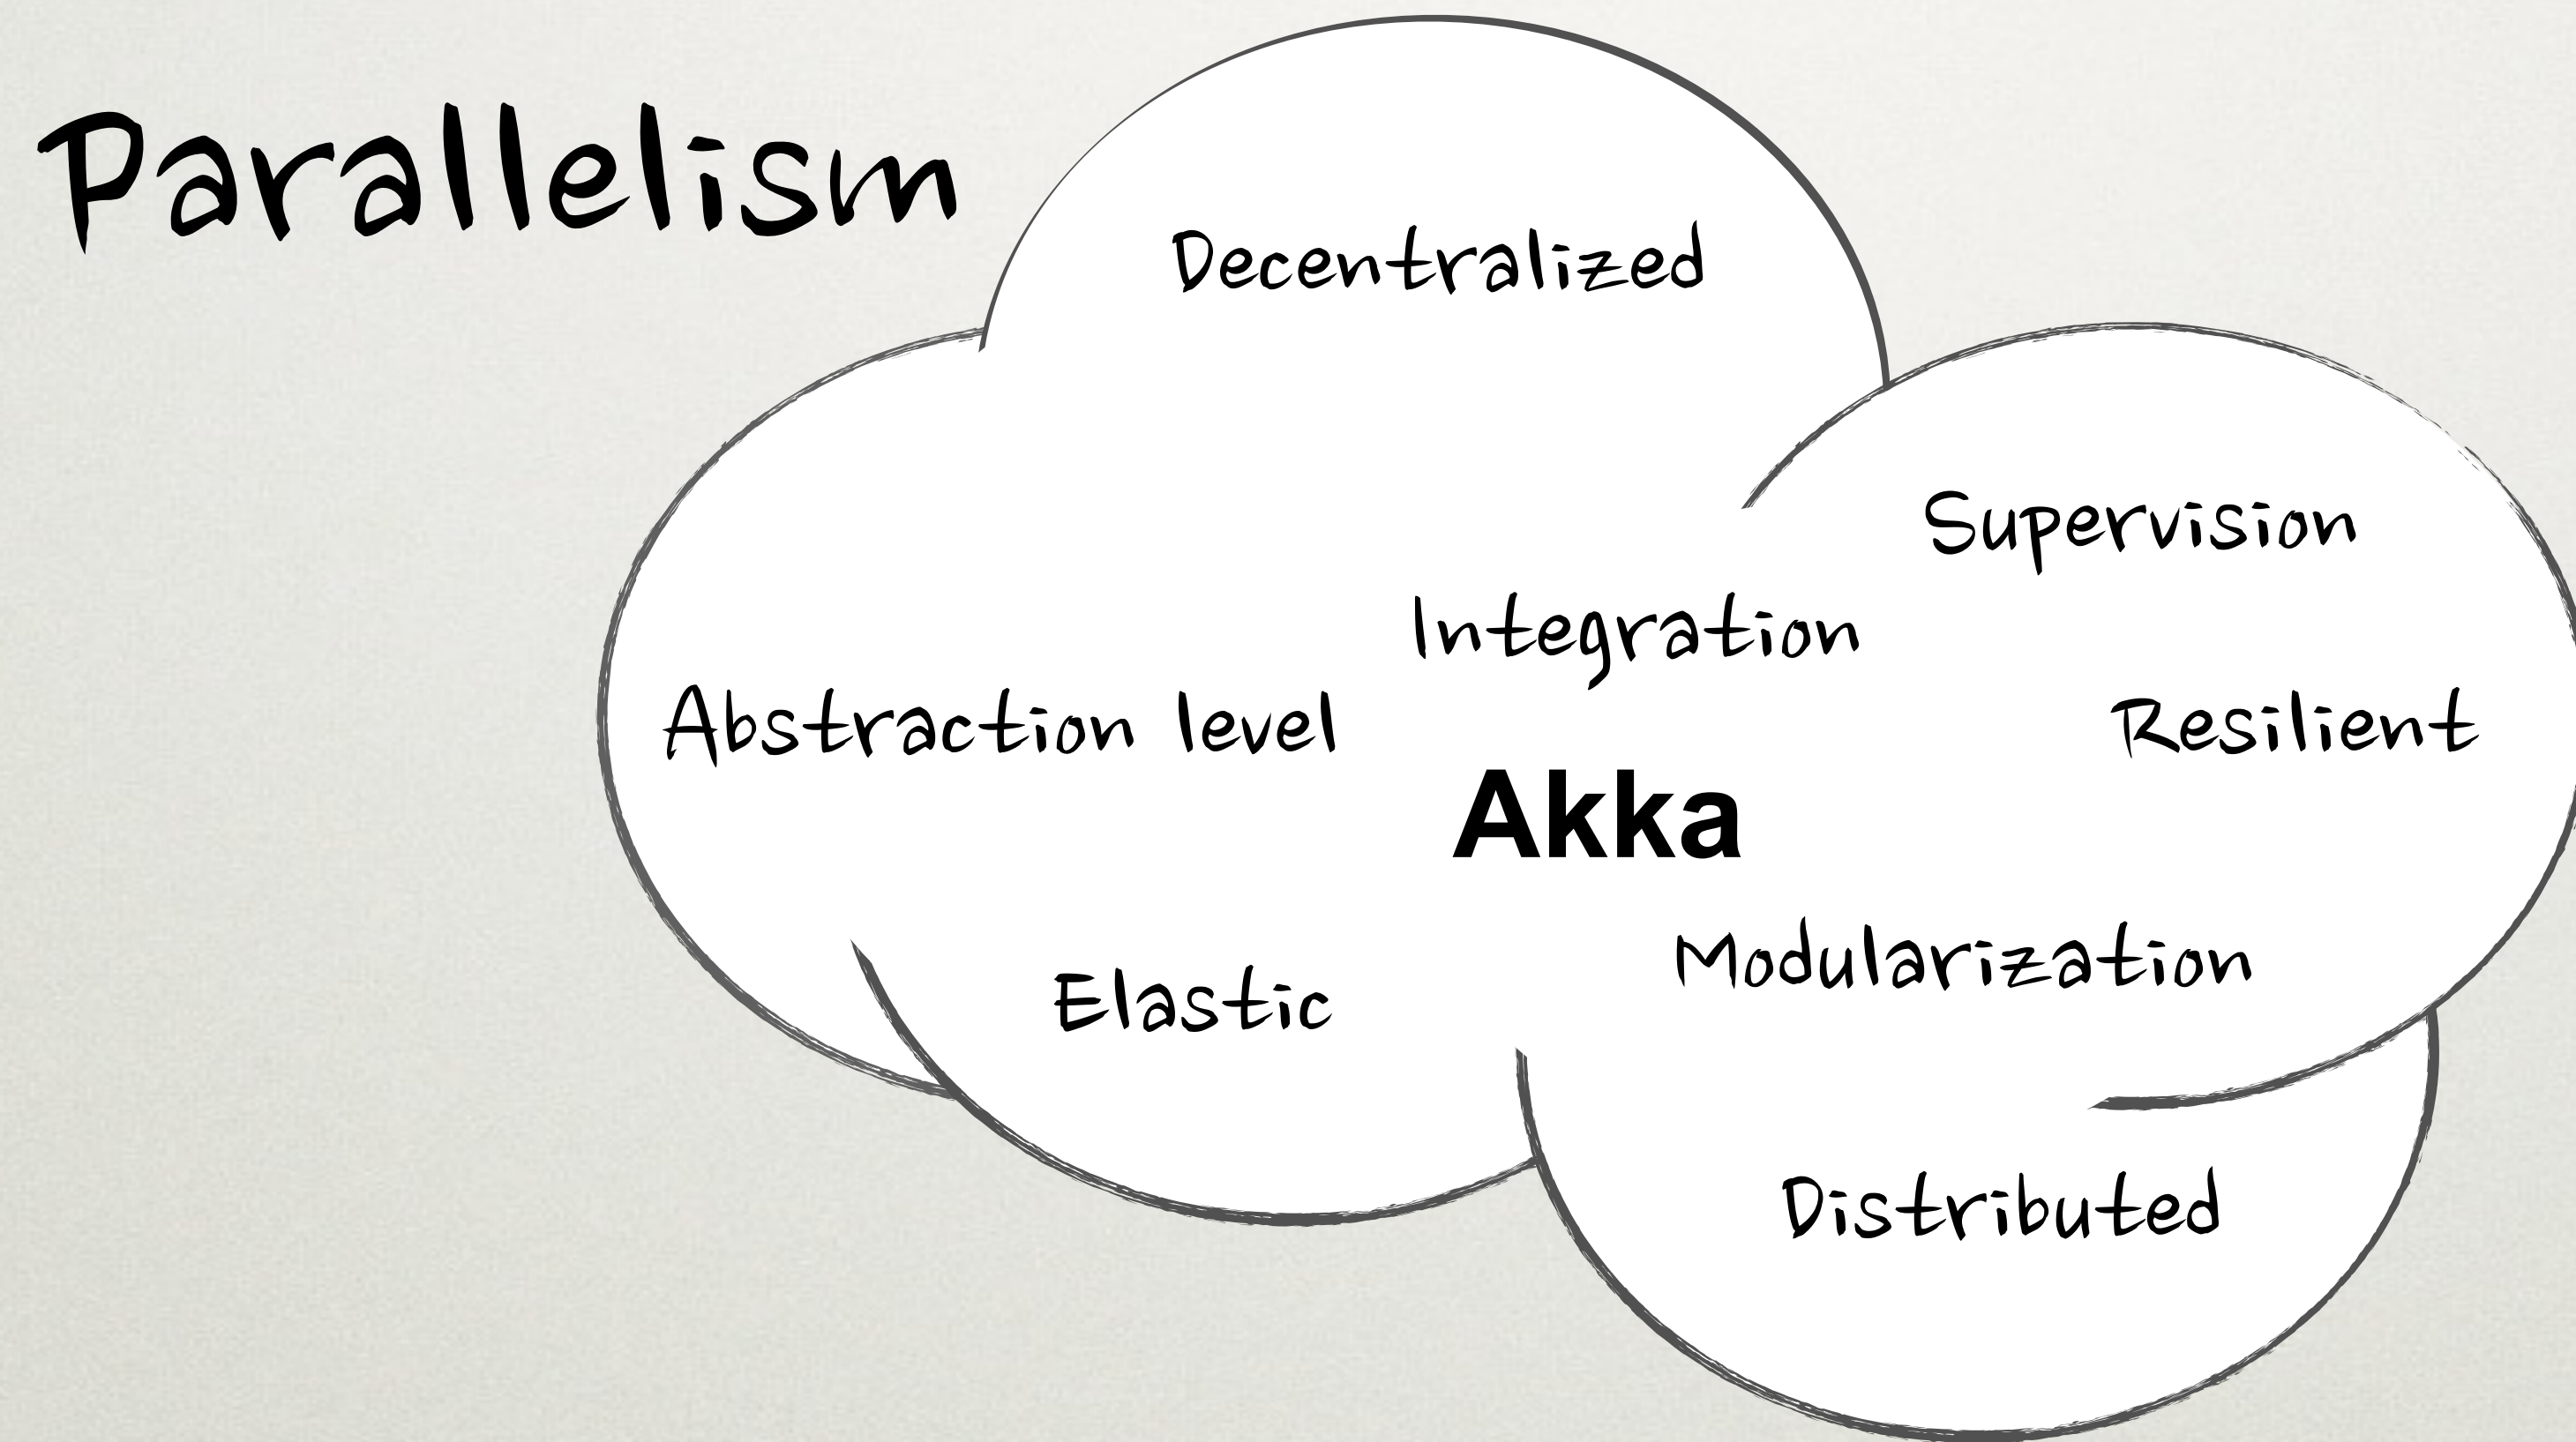 Parallelism
Decentralized
Supervision
Integration
Abstraction level
Resilient
Akka
Modularization
Elastic
Distributed